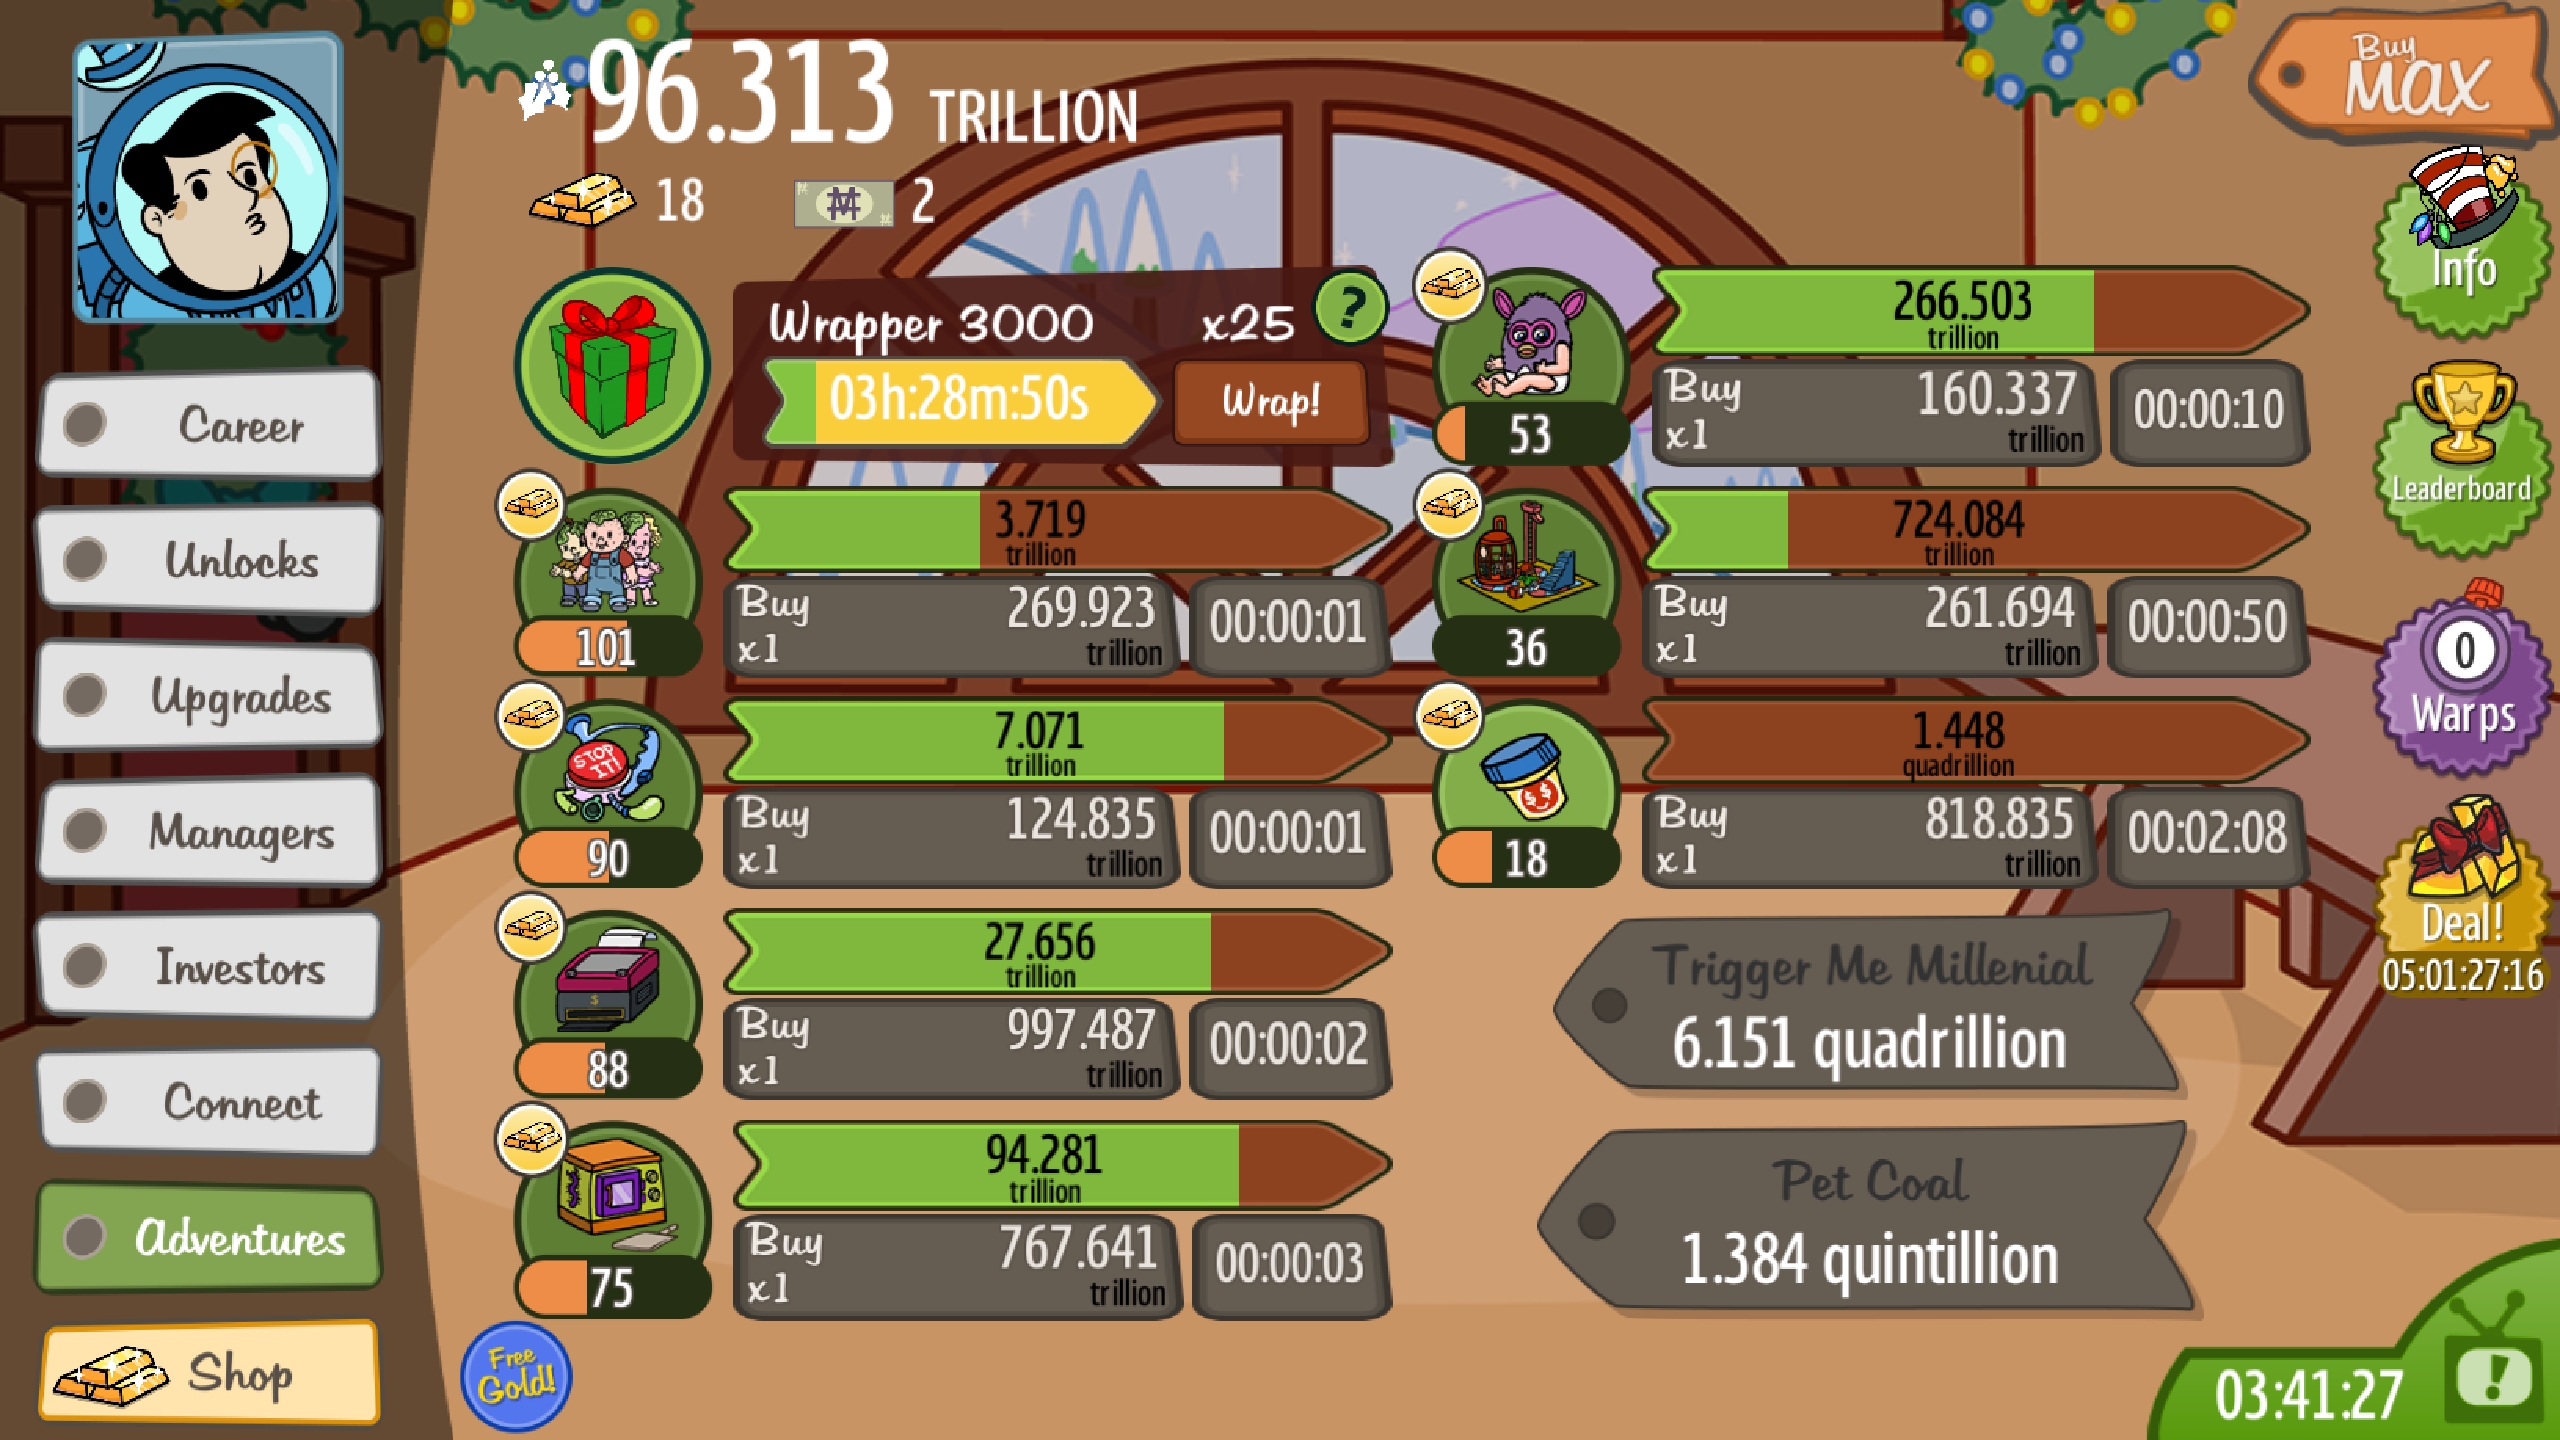 96.313 TRILLION
18
2
Buy
MAX
Info
Leaderboard
0
Warps
Deal!
05:01:27:16
Career
Unlocks
Upgrades
Managers
Investors
Connect
Adventures
Shop
Wrapper 3000 x25 ?
03h:28m:50s
Wrap!
3.719
trillion
101
Buy 269.923
x1 trillion
00:00:01
STOP
IT!
7.071
trillion
90
Buy 124.835
x1 trillion
00:00:01
27.656
trillion
88
Buy 997.487
x1 trillion
00:00:02
94.281
trillion
75
Buy 767.641
x1 trillion
00:00:03
266.503
trillion
53
Buy 160.337
x1 trillion
00:00:10
724.084
trillion
36
Buy 261.694
x1 trillion
00:00:50
1.448
quadrillion
18
Buy 818.835
x1 trillion
00:02:08
Trigger Me Millenial
6.151 quadrillion
Pet Coal
1.384 quintillion
Free
Gold!
03:41:27
!